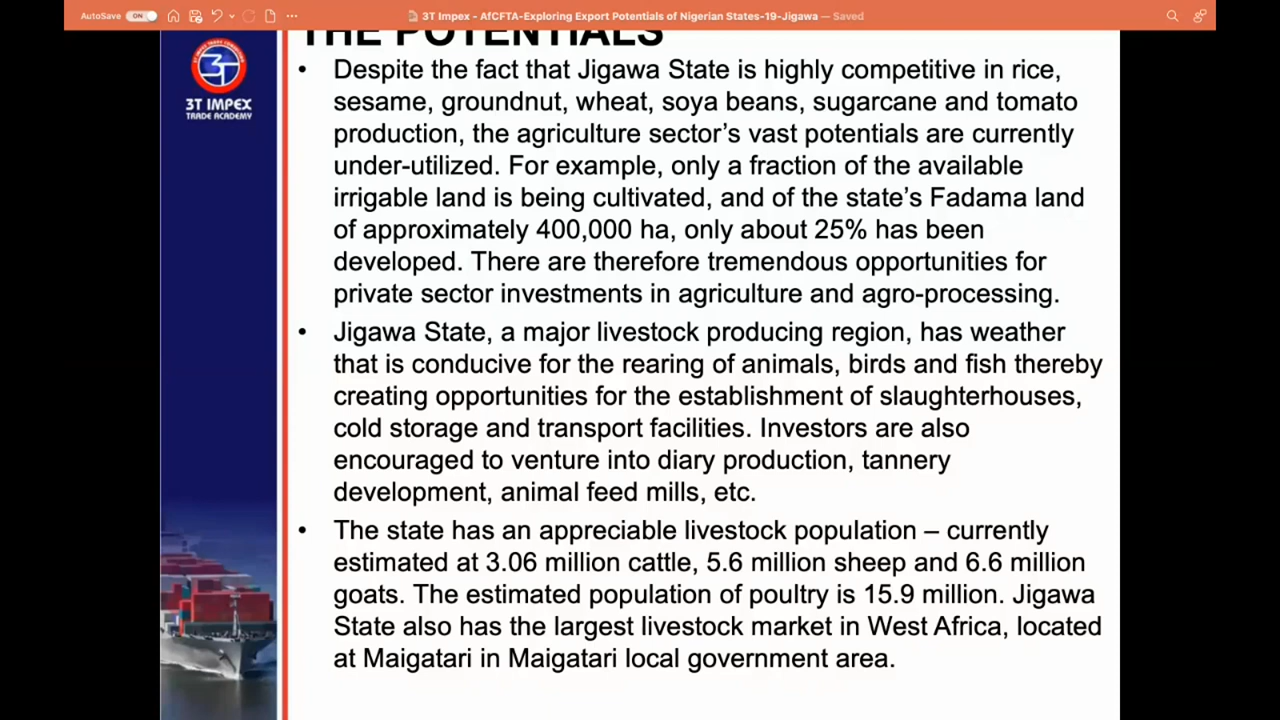 AutoSave ON
3T Impex - AfCFTA-Exploring Export Potentials of Nigerian States-19-Jigawa — Saved
3T IMPEX TRADE ACADEMY
3T
3T IMPEX
TRADE ACADEMY
THE POTENTIALS
• Despite the fact that Jigawa State is highly competitive in rice,
sesame, groundnut, wheat, soya beans, sugarcane and tomato
production, the agriculture sector's vast potentials are currently
under-utilized. For example, only a fraction of the available
irrigable land is being cultivated, and of the state's Fadama land
of approximately 400,000 ha, only about 25% has been
developed. There are therefore tremendous opportunities for
private sector investments in agriculture and agro-processing.
• Jigawa State, a major livestock producing region, has weather
that is conducive for the rearing of animals, birds and fish thereby
creating opportunities for the establishment of slaughterhouses,
cold storage and transport facilities. Investors are also
encouraged to venture into diary production, tannery
development, animal feed mills, etc.
• The state has an appreciable livestock population – currently
estimated at 3.06 million cattle, 5.6 million sheep and 6.6 million
goats. The estimated population of poultry is 15.9 million. Jigawa
State also has the largest livestock market in West Africa, located
at Maigatari in Maigatari local government area.